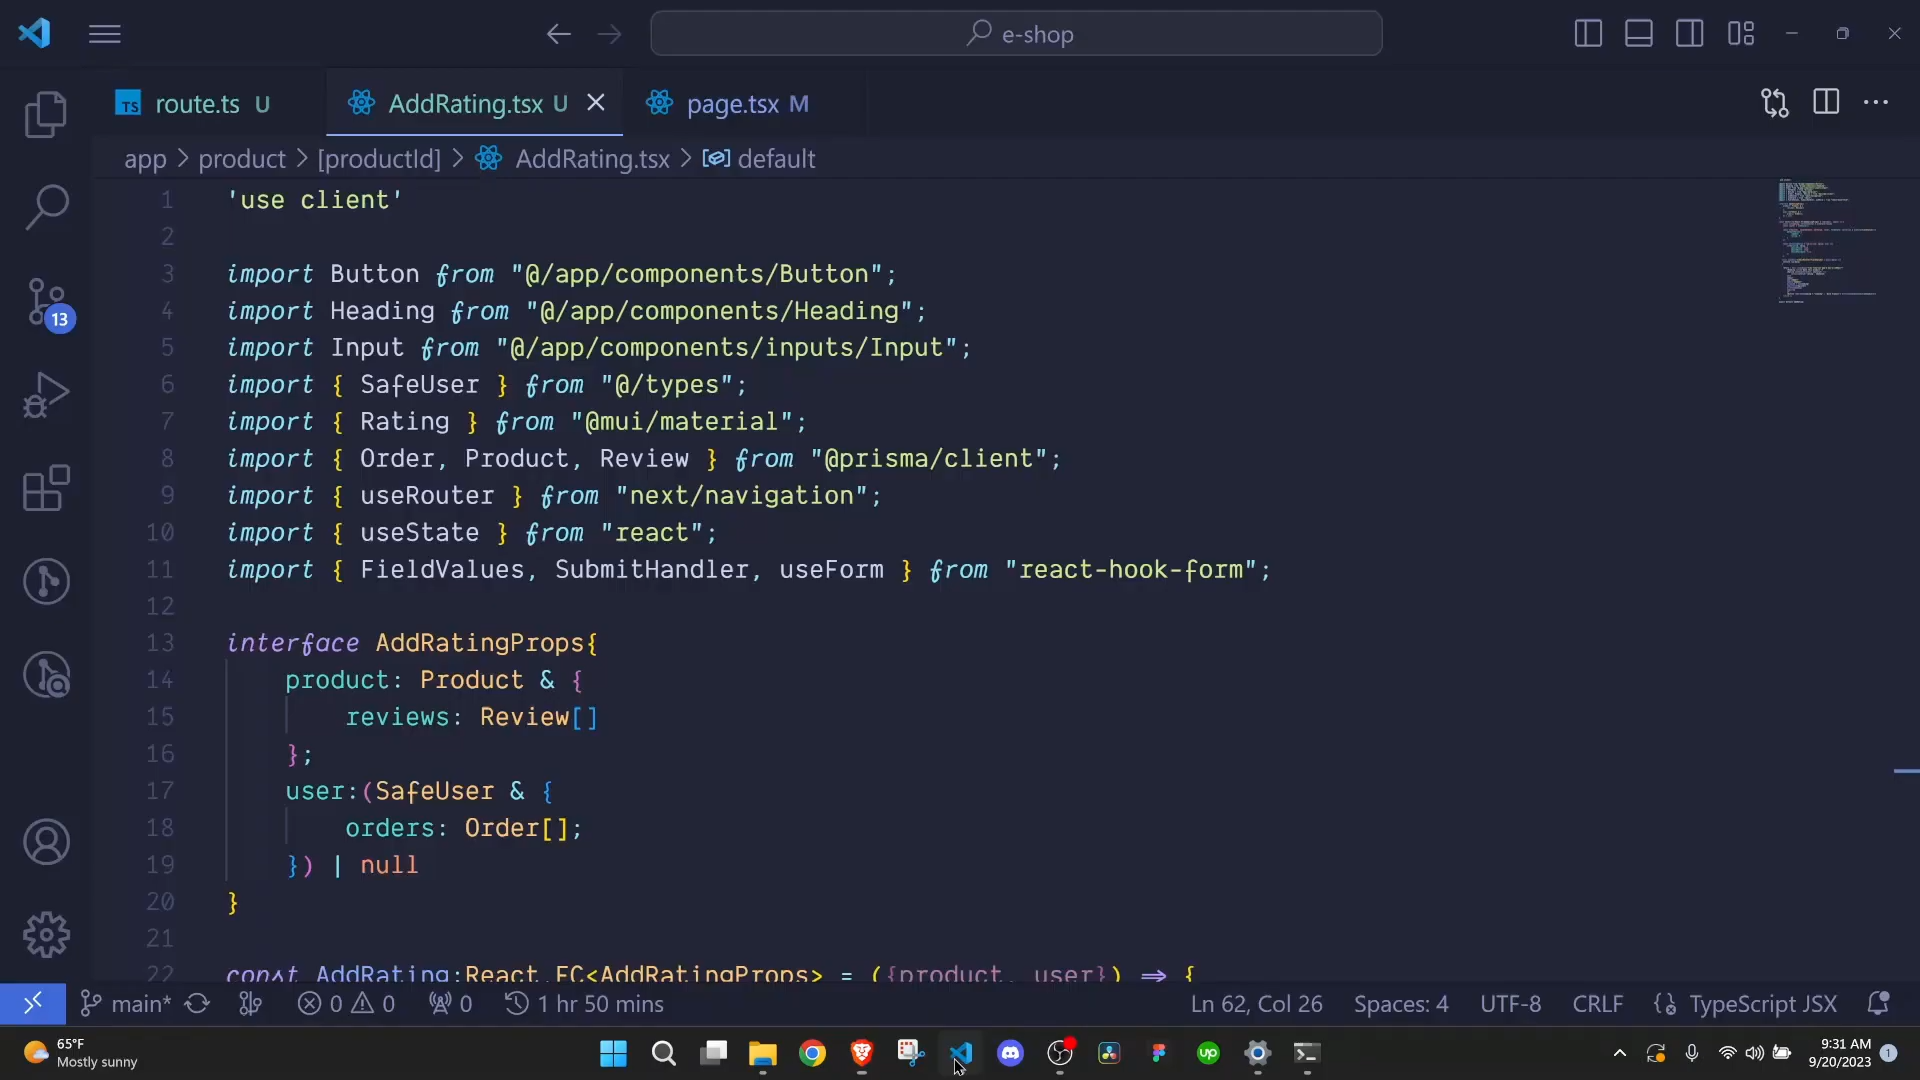 e-shop
TS route.ts U
AddRating.tsx U
page.tsx M
app > product > [productId] > AddRating.tsx > default
1 'use client'
2
3 import Button from "@/app/components/Button";
4 import Heading from "@/app/components/Heading";
5 import Input from "@/app/components/inputs/Input";
6 import { SafeUser } from "@/types";
7 import { Rating } from "@mui/material";
8 import { Order, Product, Review } from "@prisma/client";
9 import { useRouter } from "next/navigation";
10 import { useState } from "react";
11 import { FieldValues, SubmitHandler, useForm } from "react-hook-form";
12
13 interface AddRatingProps{
14 product: Product & {
15 reviews: Review[]
16 };
17 user:(SafeUser & {
18 orders: Order[];
19 }) | null
20 }
21
22 const AddRating:React.FC<AddRatingProps> = ({product, user}) => {
13
main* 0 0 0 1 hr 50 mins Ln 62, Col 26 Spaces: 4 UTF-8 CRLF TypeScript JSX
65°F
Mostly sunny
up
9:31 AM
9/20/2023
1